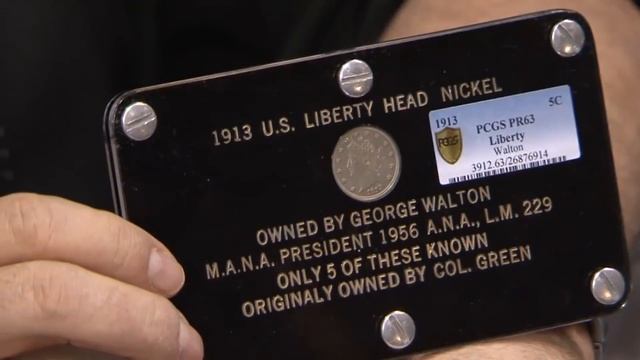 1913 U.S. LIBERTY HEAD NICKEL
1913 5C
PCGS PR63
Liberty
Walton
3912.63/26876914
PCGS
OWNED BY GEORGE WALTON
M.A.N.A. PRESIDENT 1956 A.N.A., L.M. 229
ONLY 5 OF THESE KNOWN
ORIGINALY OWNED BY COL. GREEN